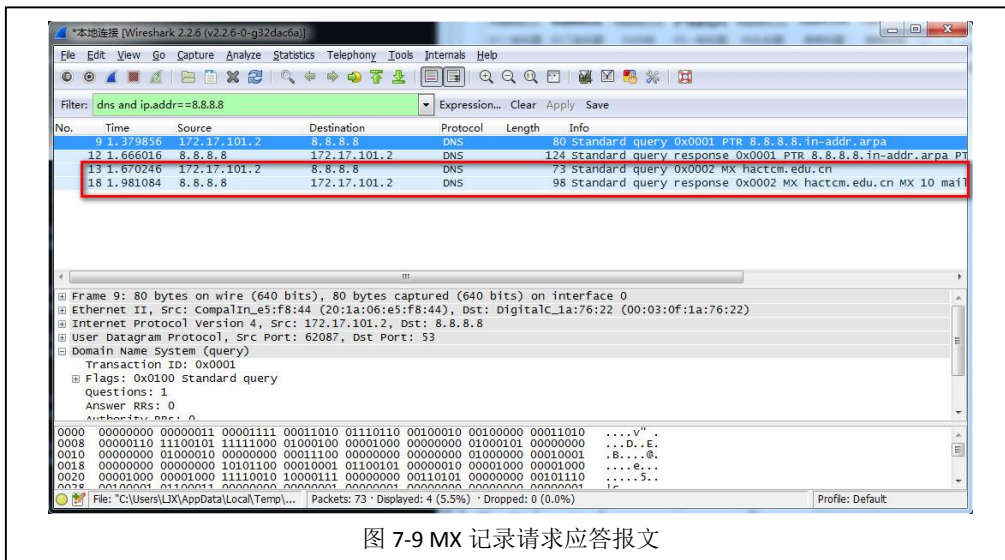 *本地连接 [Wireshark 2.2.6 (v2.2.6-0-g32dac6a)]
File Edit View Go Capture Analyze Statistics Telephony Tools Internals Help
Filter: dns and ip.addr==8.8.8.8 Expression... Clear Apply Save
No. Time Source Destination Protocol Length Info
9 1.379856 172.17.101.2 8.8.8.8 DNS 80 Standard query 0x0001 PTR 8.8.8.8.in-addr.arpa
12 1.666016 8.8.8.8 172.17.101.2 DNS 124 Standard query response 0x0001 PTR 8.8.8.8.in-addr.arpa PT
13 1.670246 172.17.101.2 8.8.8.8 DNS 73 Standard query 0x0002 MX hactcm.edu.cn
18 1.981084 8.8.8.8 172.17.101.2 DNS 98 Standard query response 0x0002 MX hactcm.edu.cn MX 10 mail
Frame 9: 80 bytes on wire (640 bits), 80 bytes captured (640 bits) on interface 0
Ethernet II, Src: CompalIn_e5:f8:44 (20:1a:06:e5:f8:44), Dst: DigitalC_1a:76:22 (00:03:0f:1a:76:22)
Internet Protocol Version 4, Src: 172.17.101.2, Dst: 8.8.8.8
User Datagram Protocol, Src Port: 62087, Dst Port: 53
Domain Name System (query)
Transaction ID: 0x0001
Flags: 0x0100 Standard query
Questions: 1
Answer RRs: 0
Authority RRs: 0
0000 00000000 00000011 00001111 00011010 01110110 00100010 00100000 00011010 ....v" .
0008 00000110 11100101 11111000 01000100 00001000 00000000 01000101 00000000 ...D..E.
0010 00000000 01000010 00000000 00011100 00000000 00000000 01000000 00010001 .B....@.
0018 00000000 00000000 10101100 00010001 01100101 00000010 00001000 00001000 ....e...
0020 00001000 00001000 11110010 10000111 00000000 00110101 00000000 00101110 .....5..
File: "C:\Users\LJX\AppData\Local\Temp\... Packets: 73 · Displayed: 4 (5.5%) · Dropped: 0 (0.0%) Profile: Default
图 7-9 MX 记录请求应答报文